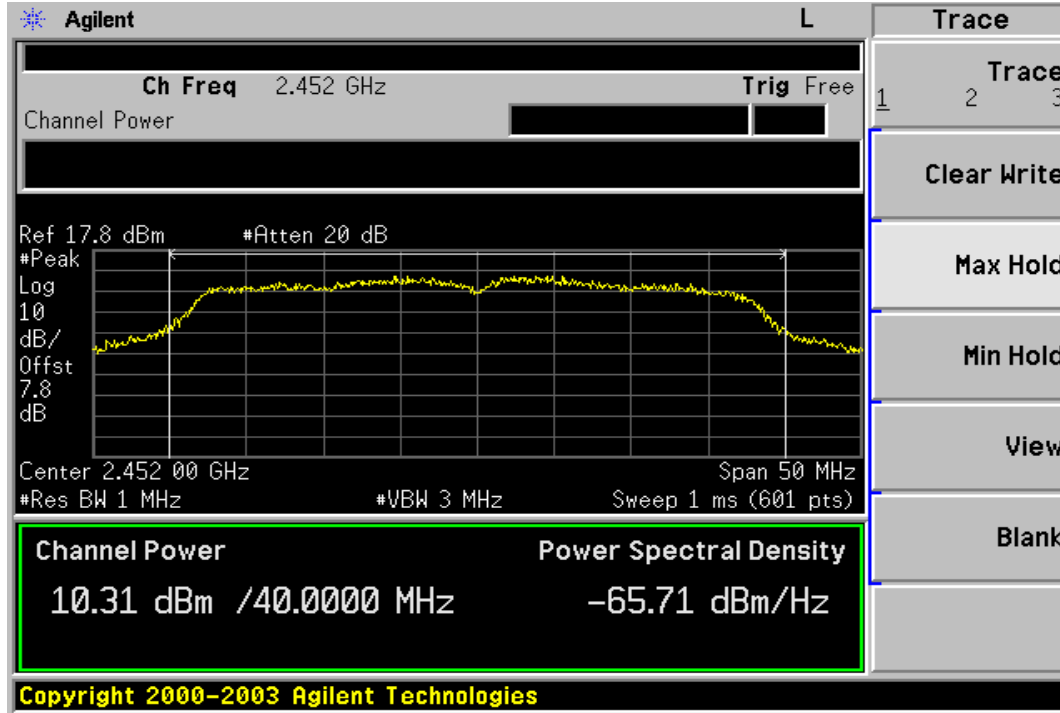 Agilent L Trace
Ch Freq 2.452 GHz Trig Free
Channel Power
Trace
1 2 3
Clear Write
Max Hold
Min Hold
View
Blank
Ref 17.8 dBm #Atten 20 dB
#Peak
Log
10
dB/
Offst
7.8
dB
Center 2.452 00 GHz Span 50 MHz
#Res BW 1 MHz #VBW 3 MHz Sweep 1 ms (601 pts)
Channel Power Power Spectral Density
10.31 dBm /40.0000 MHz -65.71 dBm/Hz
Copyright 2000-2003 Agilent Technologies